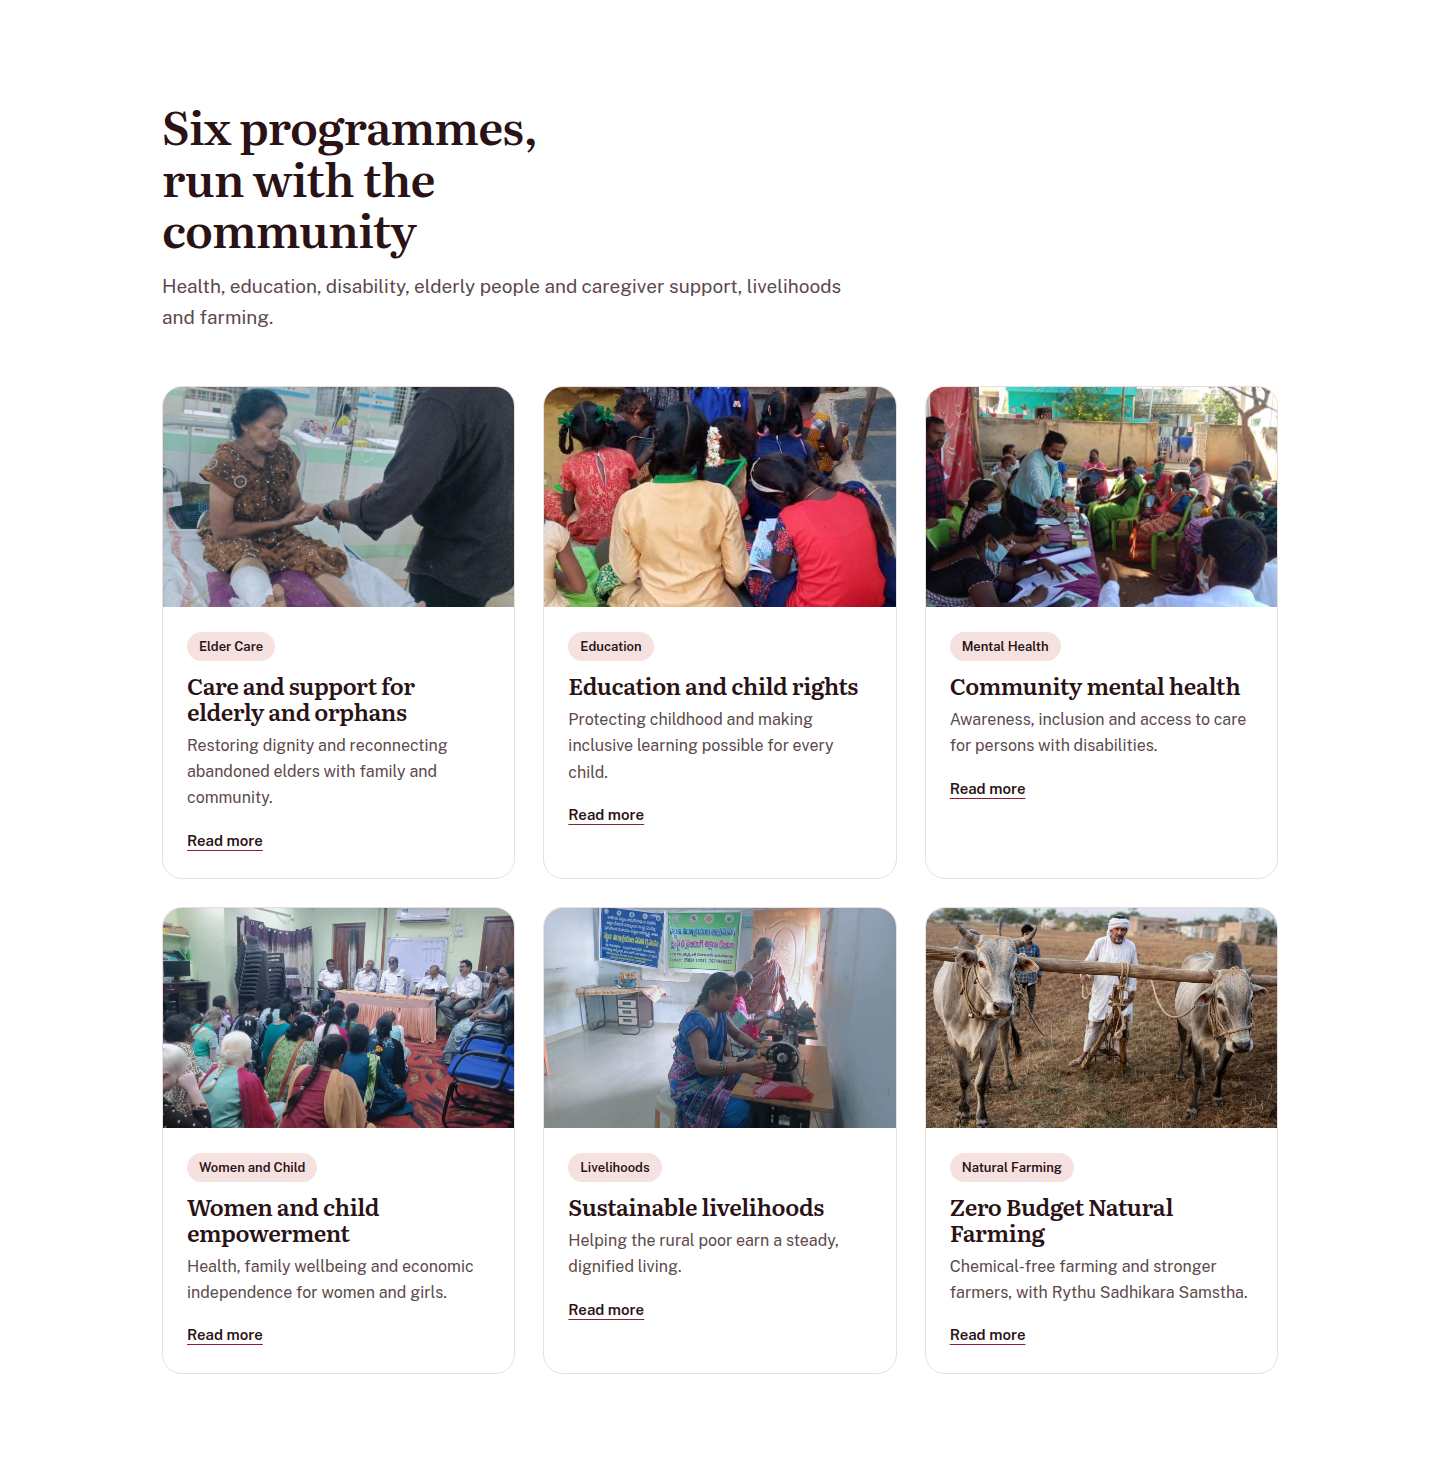 Six programmes,
run with the
community
Health, education, disability, elderly people and caregiver support, livelihoods
and farming.
Elder Care
Care and support for
elderly and orphans
Restoring dignity and reconnecting
abandoned elders with family and
community.
Read more
Education
Education and child rights
Protecting childhood and making
inclusive learning possible for every
child.
Read more
Mental Health
Community mental health
Awareness, inclusion and access to care
for persons with disabilities.
Read more
Women and Child
Women and child
empowerment
Health, family wellbeing and economic
independence for women and girls.
Read more
Livelihoods
Sustainable livelihoods
Helping the rural poor earn a steady,
dignified living.
Read more
Natural Farming
Zero Budget Natural
Farming
Chemical-free farming and stronger
farmers, with Rythu Sadhikara Samstha.
Read more